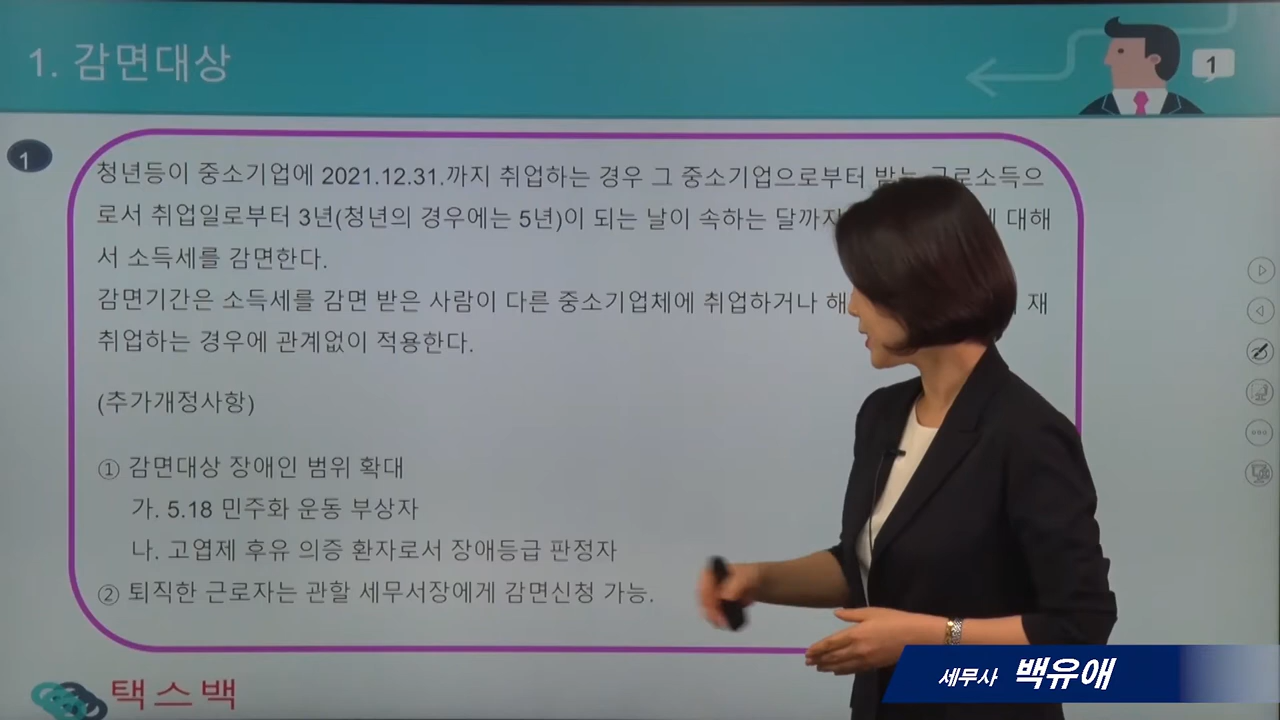 1. 감면대상
1
1
청년등이 중소기업에 2021.12.31.까지 취업하는 경우 그 중소기업으로부터 받는 근로소득으
로서 취업일로부터 3년(청년의 경우에는 5년)이 되는 날이 속하는 달까지 대해
서 소득세를 감면한다.
감면기간은 소득세를 감면 받은 사람이 다른 중소기업체에 취업하거나 해 재
취업하는 경우에 관계없이 적용한다.
(추가개정사항)
① 감면대상 장애인 범위 확대
가. 5.18 민주화 운동 부상자
나. 고엽제 후유 의증 환자로서 장애등급 판정자
② 퇴직한 근로자는 관할 세무서장에게 감면신청 가능.
택스백
세무사 백유애